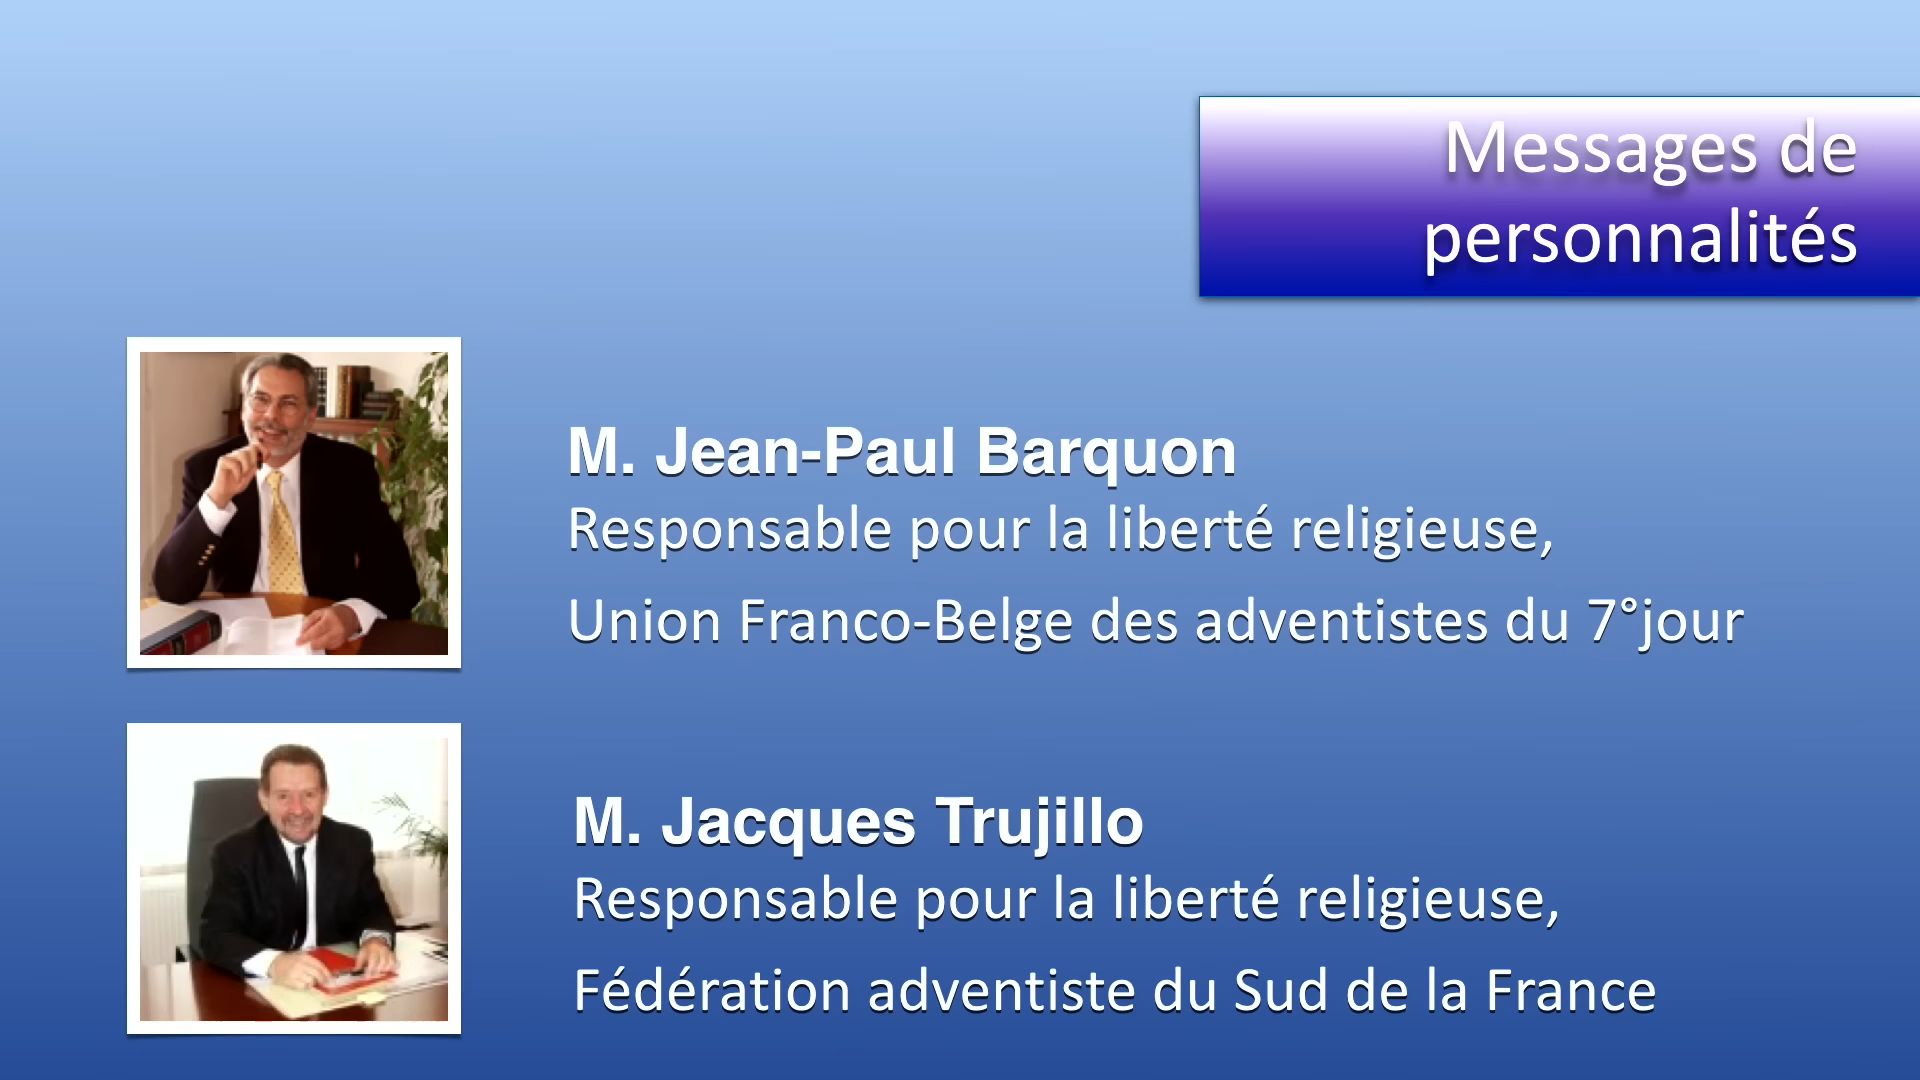 Messages de
personnalités
M. Jean-Paul Barquon
Responsable pour la liberté religieuse,
Union Franco-Belge des adventistes du 7°jour
M. Jacques Trujillo
Responsable pour la liberté religieuse,
Fédération adventiste du Sud de la France